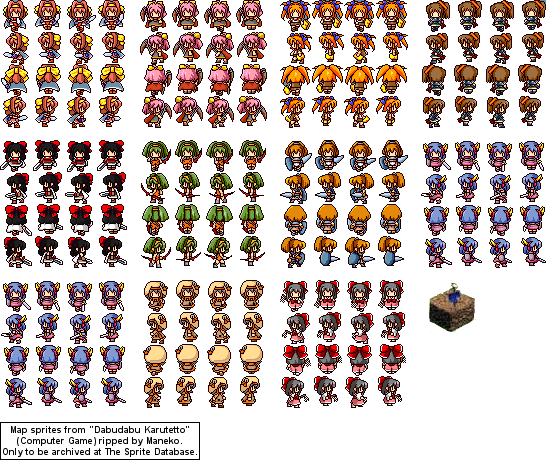 Map sprites from "Dabudabu Karutetto"
(Computer Game) ripped by Maneko.
Only to be archived at The Sprite Database.